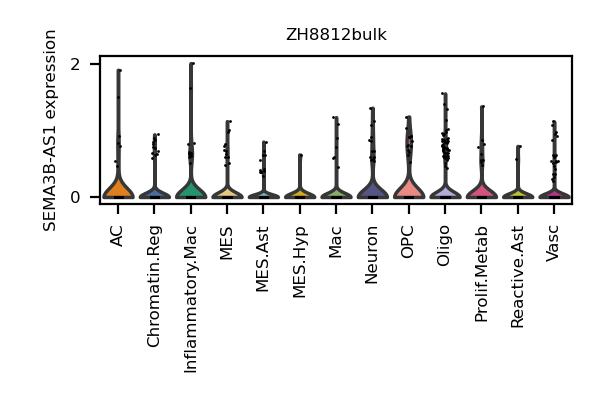 ZH8812bulk
SEMA3B-AS1 expression
2
0
AC
Chromatin.Reg
Inflammatory.Mac
MES
MES.Ast
MES.Hyp
Mac
Neuron
OPC
Oligo
Prolif.Metab
Reactive.Ast
Vasc